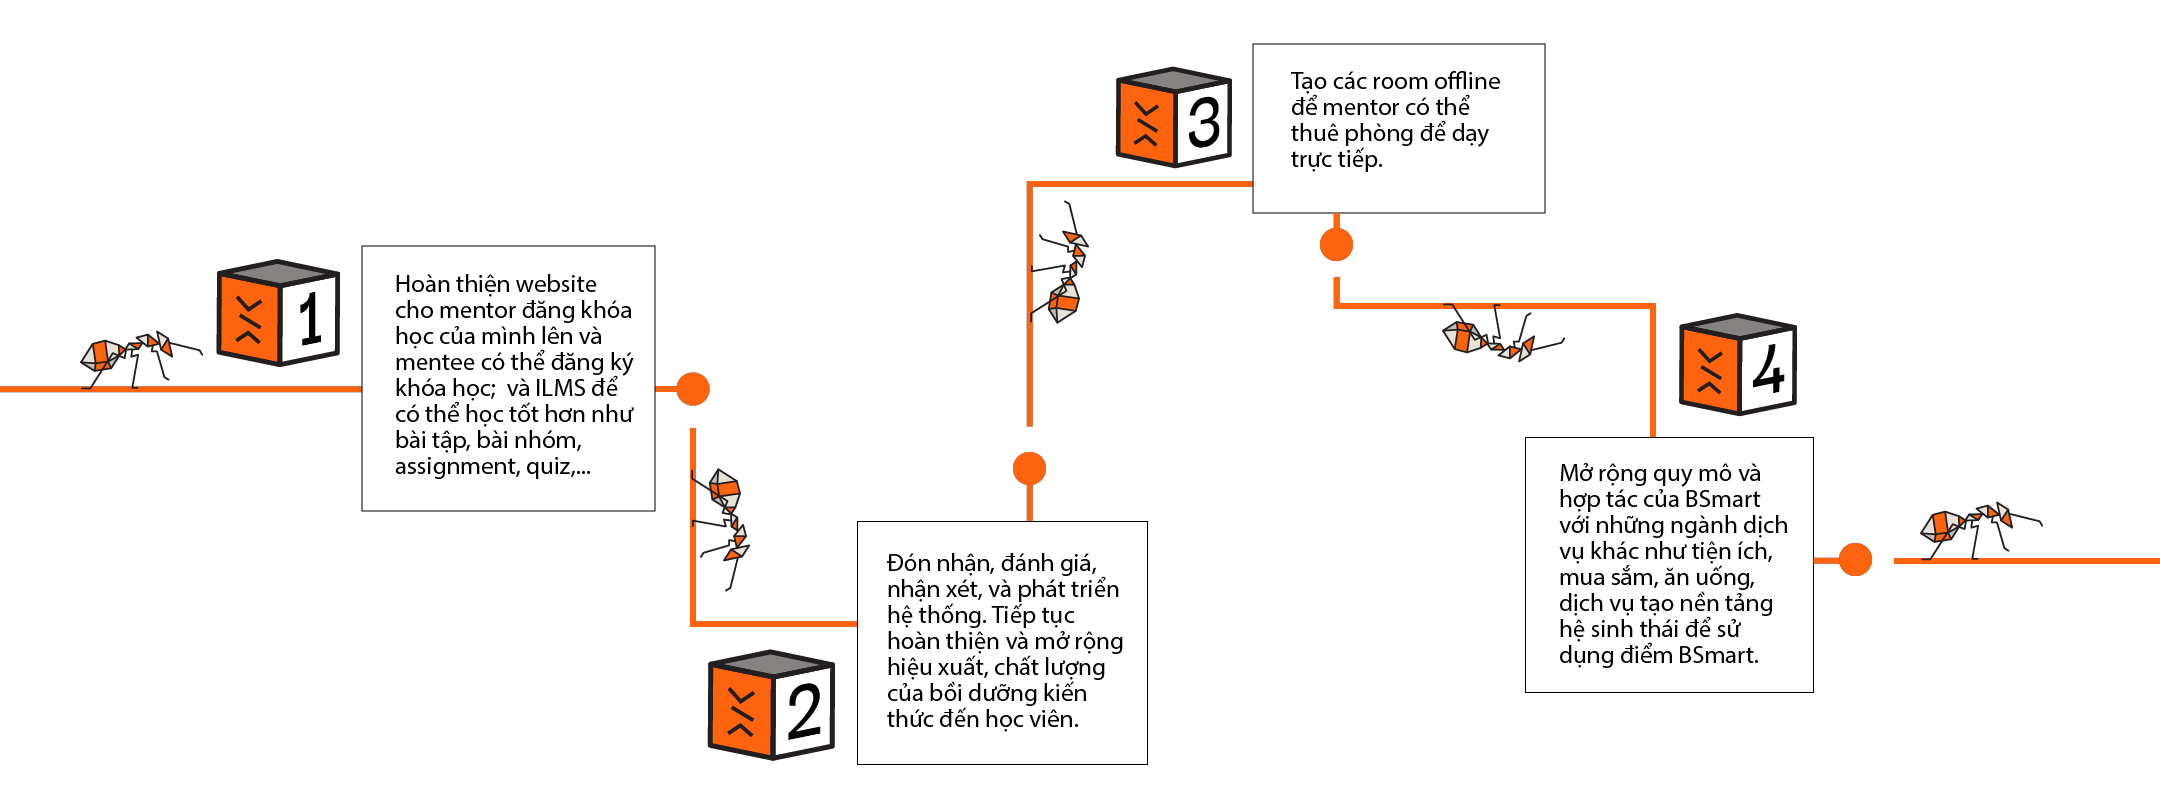 1
Hoàn thiện website
cho mentor đăng khóa
học của mình lên và
mentee có thể đăng ký
khóa học;  và ILMS để
có thể học tốt hơn như
bài tập, bài nhóm,
assignment, quiz,...
2
Đón nhận, đánh giá,
nhận xét, và phát triển
hệ thống. Tiếp tục
hoàn thiện và mở rộng
hiệu xuất, chất lượng
của bồi dưỡng kiến
thức đến học viên.
3
Tạo các room offline
để mentor có thể
thuê phòng để dạy
trực tiếp.
4
Mở rộng quy mô và
hợp tác của BSmart
với những ngành dịch
vụ khác như tiện ích,
mua sắm, ăn uống,
dịch vụ tạo nền tảng
hệ sinh thái để sử
dụng điểm BSmart.